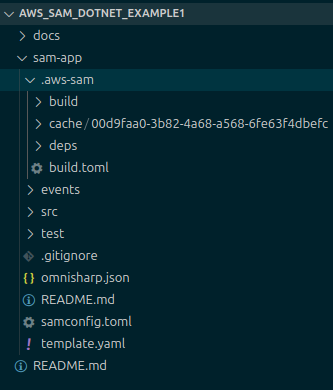 AWS_SAM_DOTNET_EXAMPLE1
docs
sam-app
.aws-sam
build
cache/00d9faa0-3b82-4a68-a568-6fe63f4dbefc
deps
build.toml
events
src
test
.gitignore
{} omnisharp.json
README.md
samconfig.toml
! template.yaml
README.md